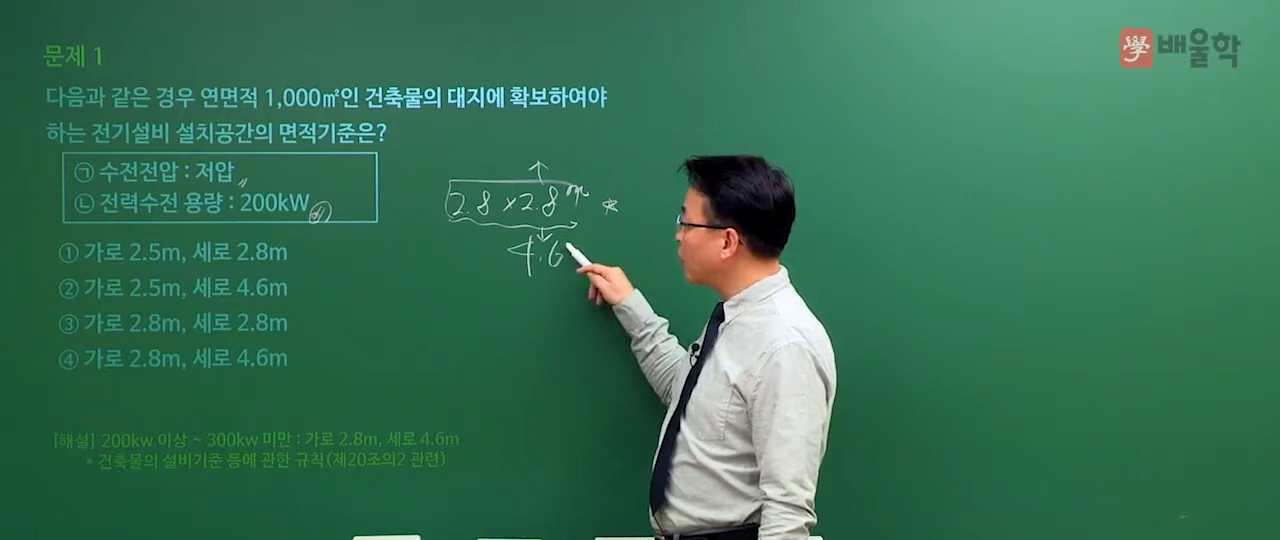 문제 1
學 배울학
다음과 같은 경우 연면적 1,000㎡인 건축물의 대지에 확보하여야
하는 전기설비 설치공간의 면적기준은?
㉠ 수전전압 : 저압
㉡ 전력수전 용량 : 200kW
2.8 × 2.8 m
4.6
① 가로 2.5m, 세로 2.8m
② 가로 2.5m, 세로 4.6m
③ 가로 2.8m, 세로 2.8m
④ 가로 2.8m, 세로 4.6m
[해설] 200kw 이상 ~ 300kw 미만 : 가로 2.8m, 세로 4.6m
* 건축물의 설비기준 등에 관한 규칙(제20조의2 관련)